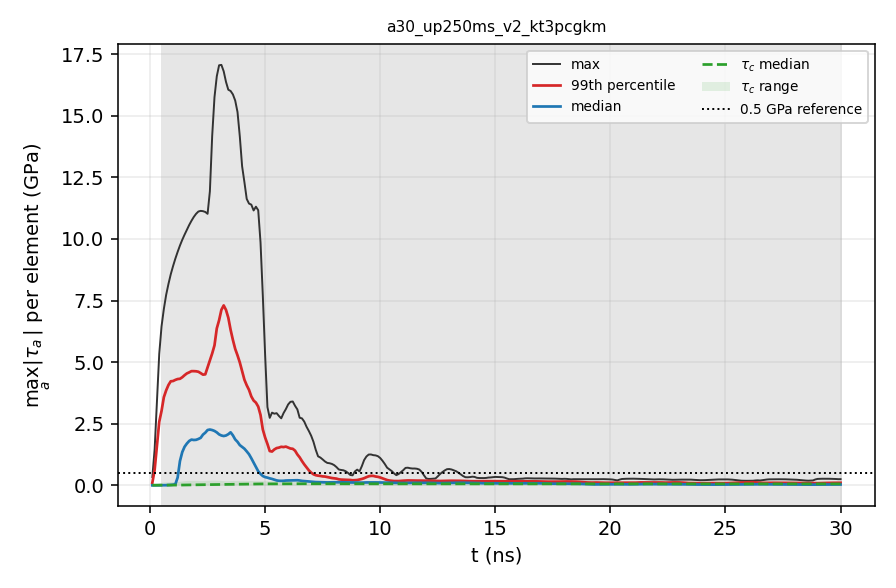 a30_up250ms_v2_kt3pcgkm
max
99th percentile
median
τc median
τc range
0.5 GPa reference
max|τa| per element (GPa)
a
17.5
15.0
12.5
10.0
7.5
5.0
2.5
0.0
0 5 10 15 20 25 30
t (ns)